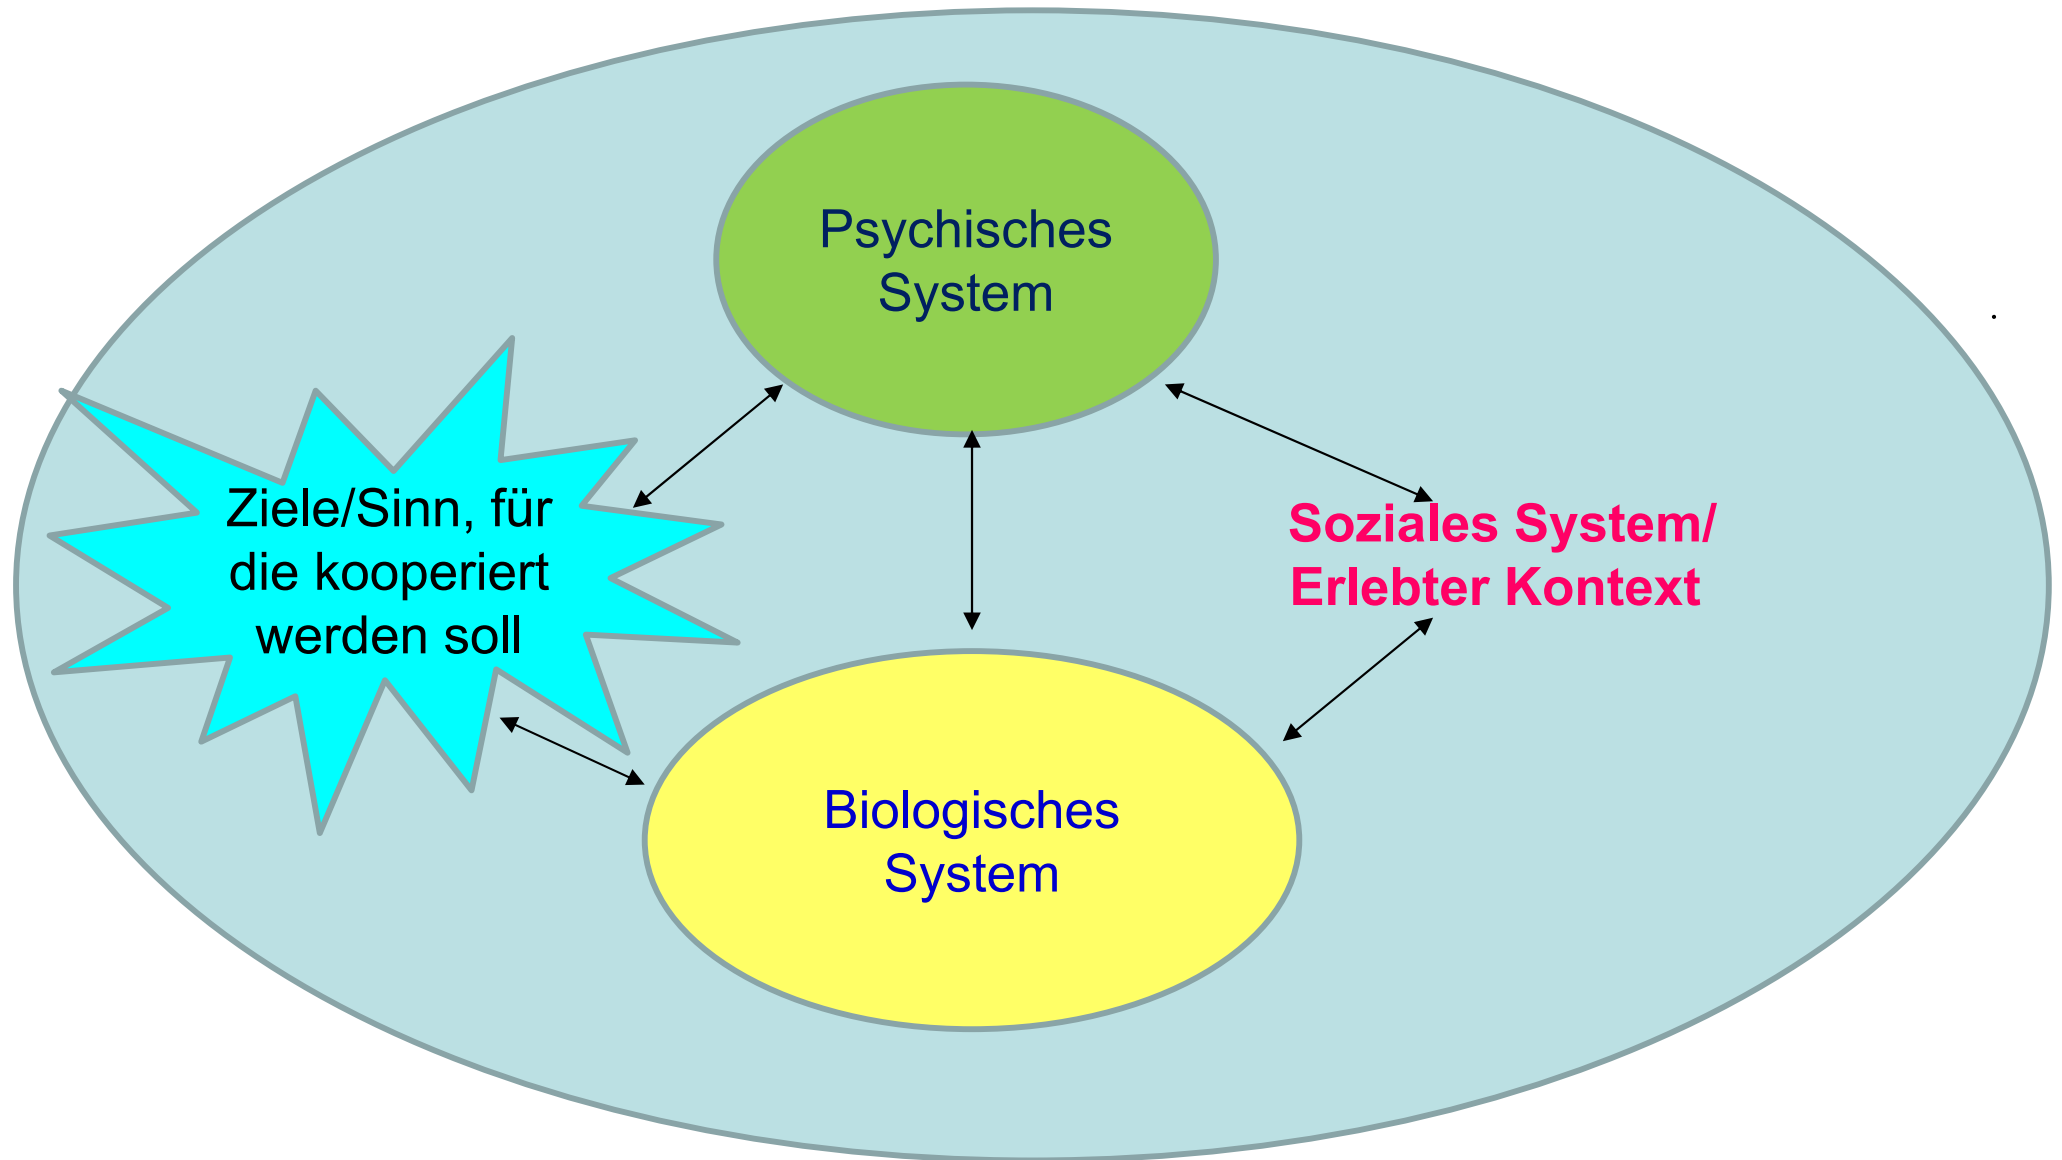 Psychisches
System
Ziele/Sinn, für
die kooperiert
werden soll
Soziales System/
Erlebter Kontext
Biologisches
System
.